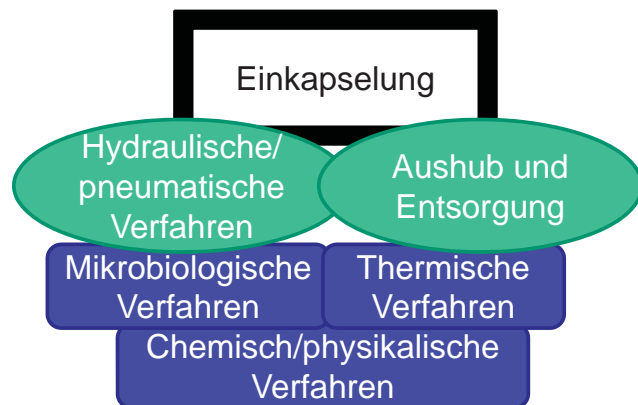 Einkapselung
Hydraulische/
pneumatische
Verfahren
Aushub und
Entsorgung
Mikrobiologische
Verfahren
Thermische
Verfahren
Chemisch/physikalische
Verfahren